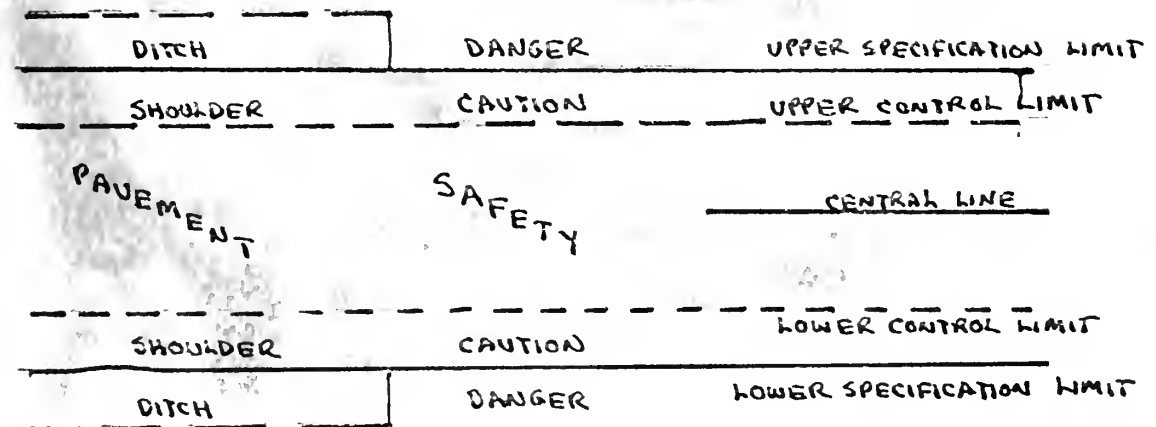 DITCH DANGER UPPER SPECIFICATION LIMIT
SHOULDER CAUTION UPPER CONTROL LIMIT
PAVEMENT SAFETY CENTRAL LINE
LOWER CONTROL LIMIT
SHOULDER CAUTION
DITCH DANGER LOWER SPECIFICATION LIMIT